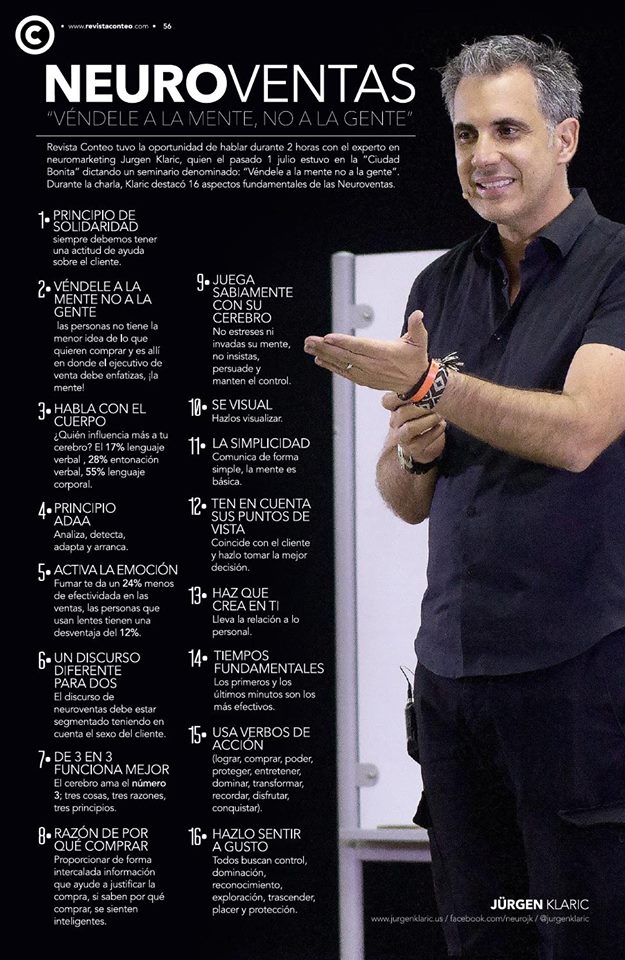 C
• www.revistaconteo.com • 56
NEUROVENTAS
“VÉNDELE A LA MENTE, NO A LA GENTE”
Revista Conteo tuvo la oportunidad de hablar durante 2 horas con el experto en
neuromarketing Jurgen Klaric, quien el pasado 1 julio estuvo en la “Ciudad
Bonita” dictando un seminario denominado: “Véndele a la mente no a la gente”.
Durante la charla, Klaric destacó 16 aspectos fundamentales de las Neuroventas.
1• PRINCIPIO DE
SOLIDARIDAD
siempre debemos tener
una actitud de ayuda
sobre el cliente.
2• VÉNDELE A LA
MENTE NO A LA
GENTE
las personas no tiene la
menor idea de lo que
quieren comprar y es allí
en donde el ejecutivo de
venta debe enfatizas, ¡la
mente!
3• HABLA CON EL
CUERPO
¿Quién influencia más a tu
cerebro? El 17% lenguaje
verbal , 28% entonación
verbal, 55% lenguaje
corporal.
4• PRINCIPIO
ADAA
Analiza, detecta,
adapta y arranca.
5• ACTIVA LA EMOCIÓN
Fumar te da un 24% menos
de efectividada en las
ventas, las personas que
usan lentes tienen una
desventaja del 12%.
6• UN DISCURSO
DIFERENTE
PARA DOS
El discurso de
neuroventas debe estar
segmentado teniendo en
cuenta el sexo del cliente.
7• DE 3 EN 3
FUNCIONA MEJOR
El cerebro ama el número
3; tres cosas, tres razones,
tres principios.
8• RAZÓN DE POR
QUÉ COMPRAR
Proporcionar de forma
intercalada información
que ayude a justificar la
compra, si saben por qué
comprar, se sienten
inteligentes.
9• JUEGA
SABIAMENTE
CON SU
CEREBRO
No estreses ni
invadas su mente,
no insistas,
persuade y
manten el control.
10• SE VISUAL
Hazlos visualizar.
11• LA SIMPLICIDAD
Comunica de forma
simple, la mente es
básica.
12• TEN EN CUENTA
SUS PUNTOS DE
VISTA
Coincide con el cliente
y hazlo tomar la mejor
decisión.
13• HAZ QUE
CREA EN TI
Lleva la relación a lo
personal.
14• TIEMPOS
FUNDAMENTALES
Los primeros y los
últimos minutos son los
más efectivos.
15• USA VERBOS DE
ACCIÓN
(lograr, comprar, poder,
proteger, entretener,
dominar, transformar,
recordar, disfrutar,
conquistar).
16• HAZLO SENTIR
A GUSTO
Todos buscan control,
dominación,
reconocimiento,
exploración, trascender,
placer y protección.
JÜRGEN KLARIC
www.jurgenklaric.us / facebook.com/neurojk / @jurgenklaric